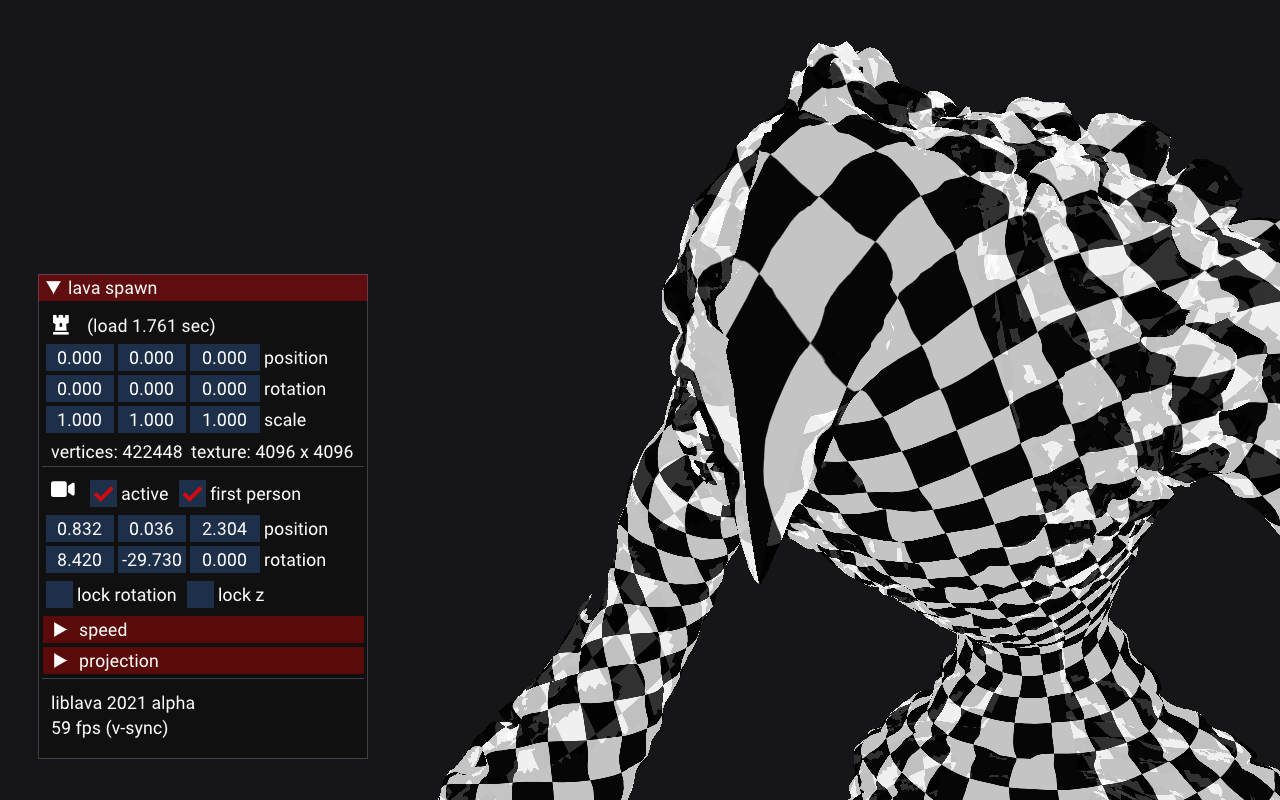 lava spawn
(load 1.761 sec)
0.000 0.000 0.000 position
0.000 0.000 0.000 rotation
1.000 1.000 1.000 scale
vertices: 422448 texture: 4096 x 4096
active first person
0.832 0.036 2.304 position
8.420 -29.730 0.000 rotation
lock rotation lock z
speed
projection
liblava 2021 alpha
59 fps (v-sync)